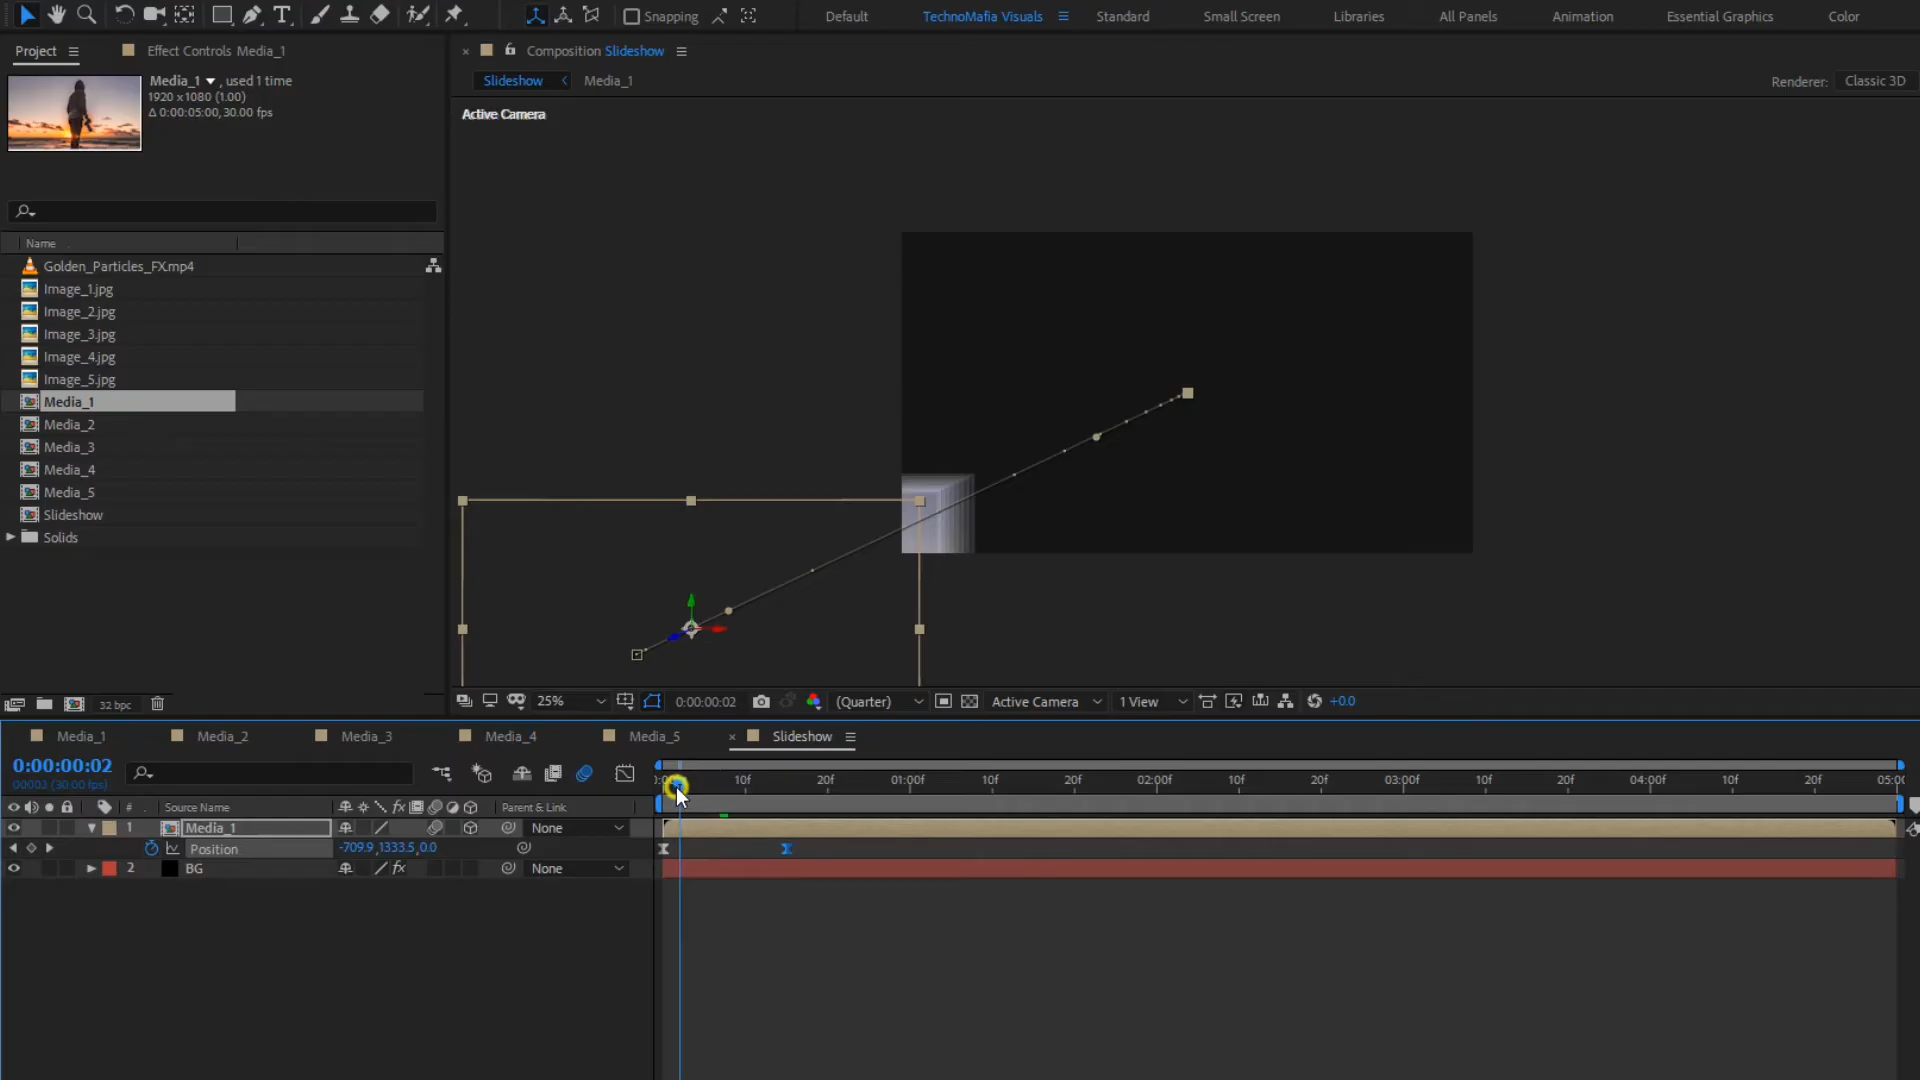 Snapping
Default
TechnoMafia Visuals
Standard
Small Screen
Libraries
All Panels
Animation
Essential Graphics
Color
Project
Effect Controls Media_1
Composition Slideshow
Media_1 , used 1 time
1920 x 1080 (1.00)
Δ 0:00:05:00, 30.00 fps
Slideshow
Media_1
Renderer: Classic 3D
Active Camera
Name
Golden_Particles_FX.mp4
Image_1.jpg
Image_2.jpg
Image_3.jpg
Image_4.jpg
Image_5.jpg
Media_1
Media_2
Media_3
Media_4
Media_5
Slideshow
Solids
32 bpc
25%
0:00:00:02
(Quarter)
Active Camera
1 View
+0.0
Media_1
Media_2
Media_3
Media_4
Media_5
Slideshow
0:00:00:02
00003 (30.00 fps)
10f 20f 01:00f 10f 20f 02:00f 10f 20f 03:00f 10f 20f 04:00f 10f 20f 05:00
# Source Name fx Parent & Link
1 Media_1 None
Position -709.9,1333.5,0.0
2 BG fx None